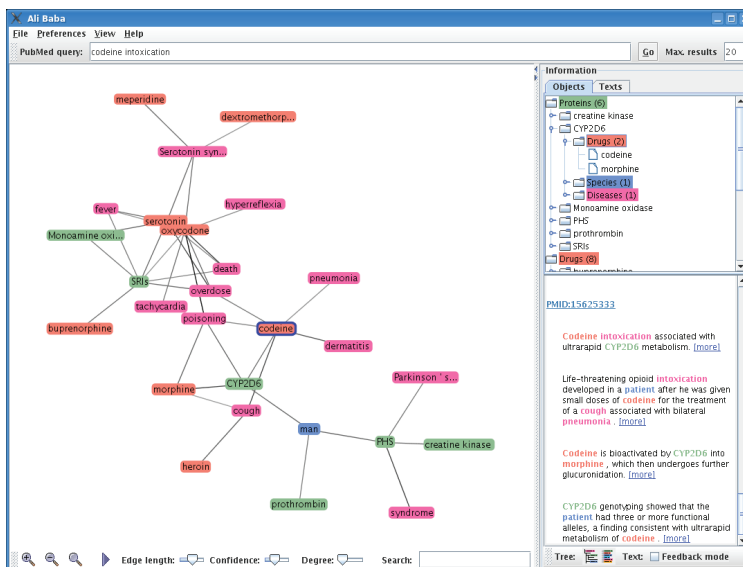 Ali Baba
File Preferences View Help
PubMed query: codeine intoxication Go Max. results 20
meperidine
dextromethorp...
Serotonin syn...
fever
hyperreflexia
serotonin
Monoamine oxi...
oxycodone
death
SRIs
pneumonia
overdose
tachycardia
poisoning
buprenorphine
codeine
dermatitis
Parkinson´s...
CYP2D6
morphine
cough
man
PHS
creatine kinase
heroin
prothrombin
syndrome
Edge length: Confidence: Degree: Search:
Information
Objects Texts
Proteins (6)
creatine kinase
CYP2D6
Drugs (2)
codeine
morphine
Species (1)
Diseases (1)
Monoamine oxidase
PHS
prothrombin
SRIs
Drugs (8)
buprenorphine
PMID:15625333
Codeine intoxication associated with
ultrarapid CYP2D6 metabolism. [more]
Life-threatening opioid intoxication
developed in a patient after he was given
small doses of codeine for the treatment
of a cough associated with bilateral
pneumonia . [more]
Codeine is bioactivated by CYP2D6 into
morphine , which then undergoes further
glucuronidation. [more]
CYP2D6 genotyping showed that the
patient had three or more functional
alleles, a finding consistent with ultrarapid
metabolism of codeine . [more]
Tree: Text: Feedback mode